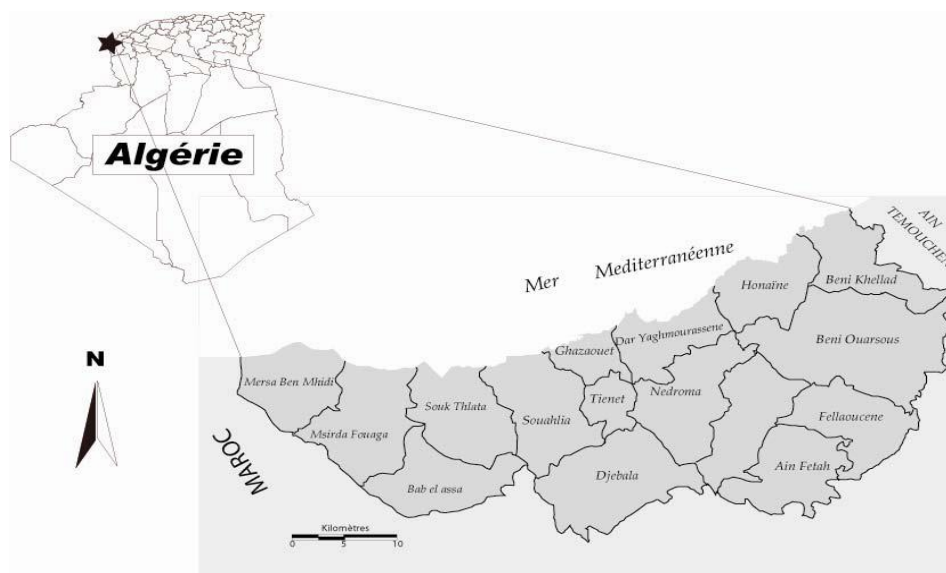 Algérie
AIN
TEMOUCHEN
Mer Mediterranéenne
Honaïne
Beni Khellad
Dar Yaghmourassene
Beni Ouarsous
Ghazaouet
Mersa Ben Mhidi
Tienet
Nedroma
Souk Thlata
Souahlia
Fellaoucene
Msirda Fouaga
MAROC
Djebala
Ain Fetah
Bab el assa
N
Kilomètres
0 5 10